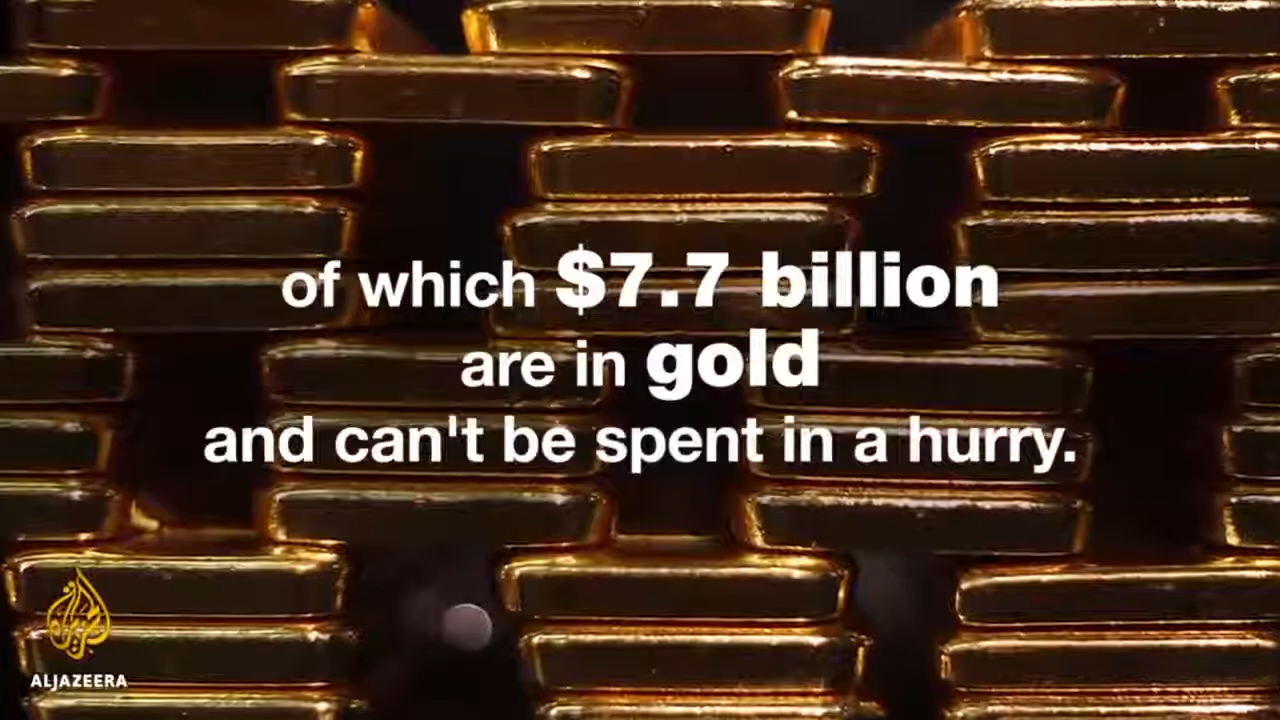 of which $7.7 billion
are in gold
and can't be spent in a hurry.
ALJAZEERA